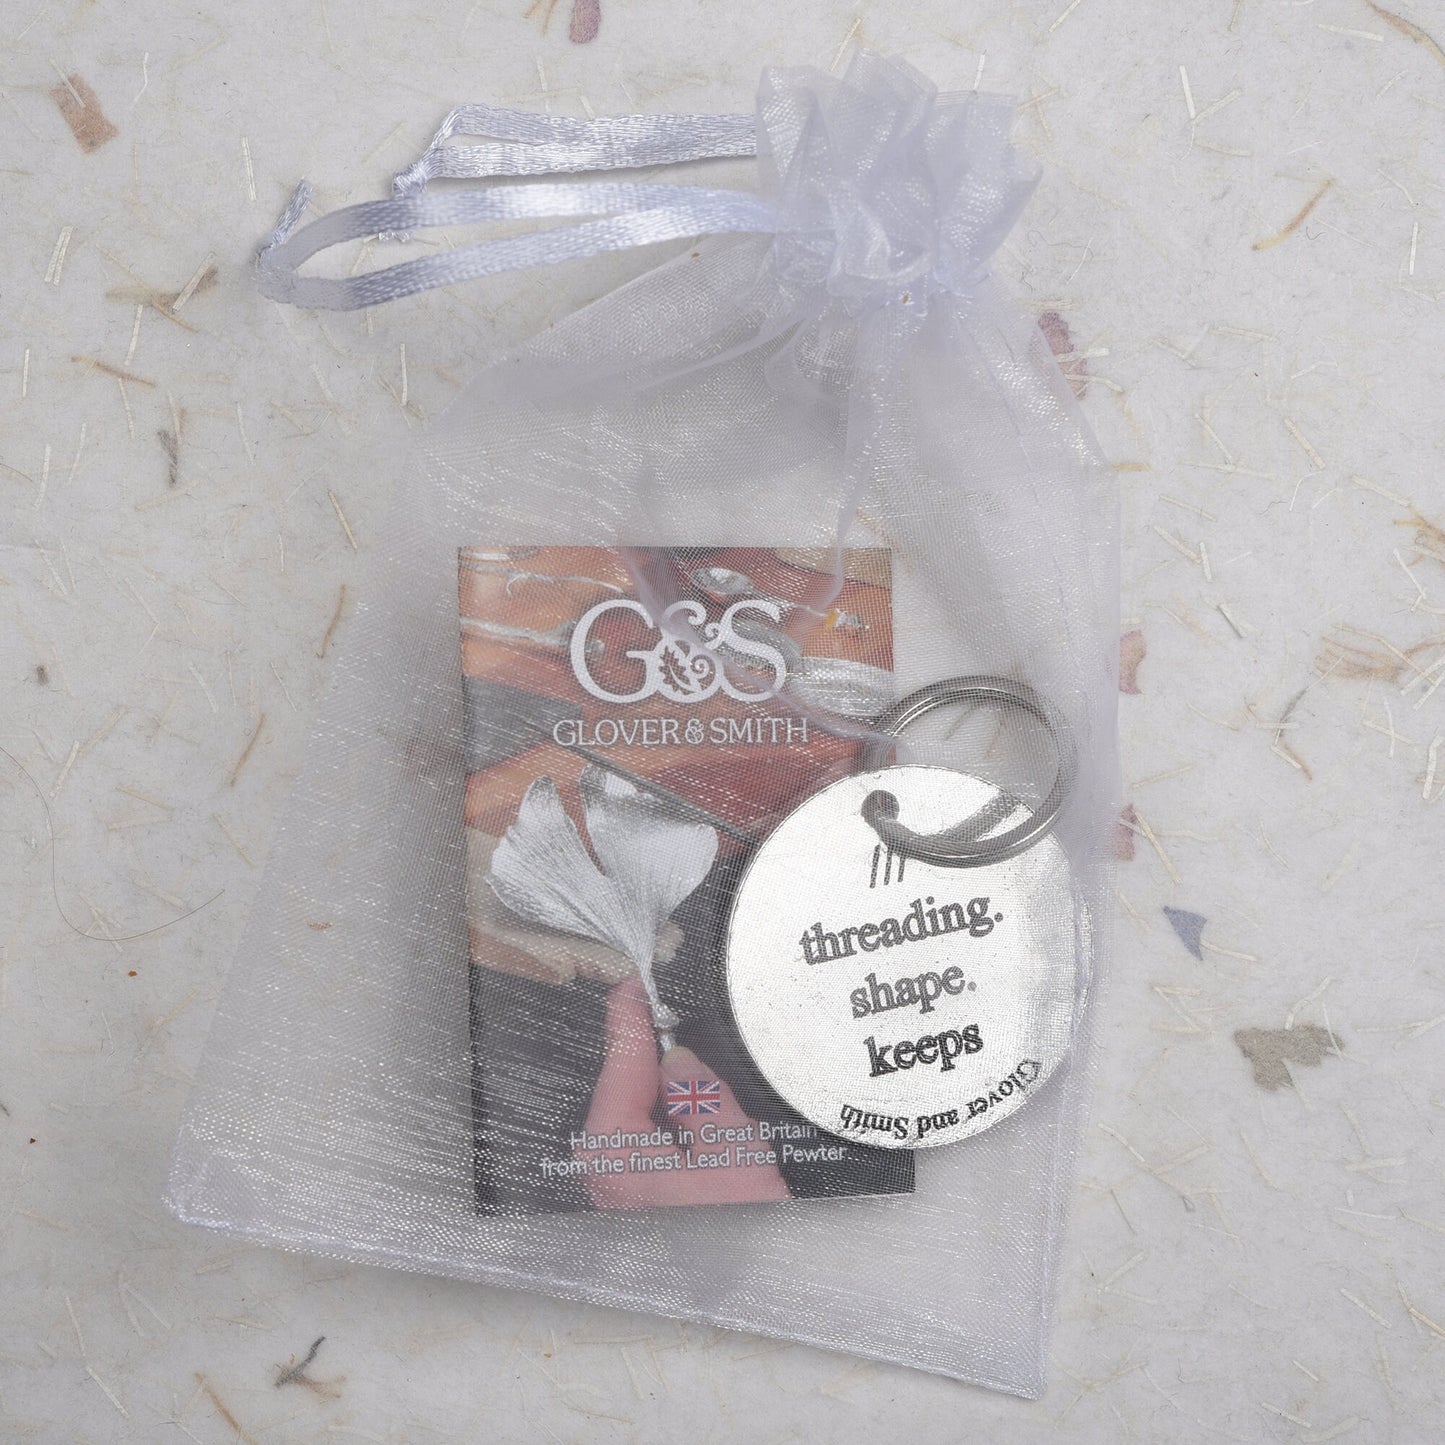 G&S
GLOVER & SMITH
///
threading.
shape.
keeps
Glover and Smith
Handmade in Great Britain
from the finest Lead Free Pewter